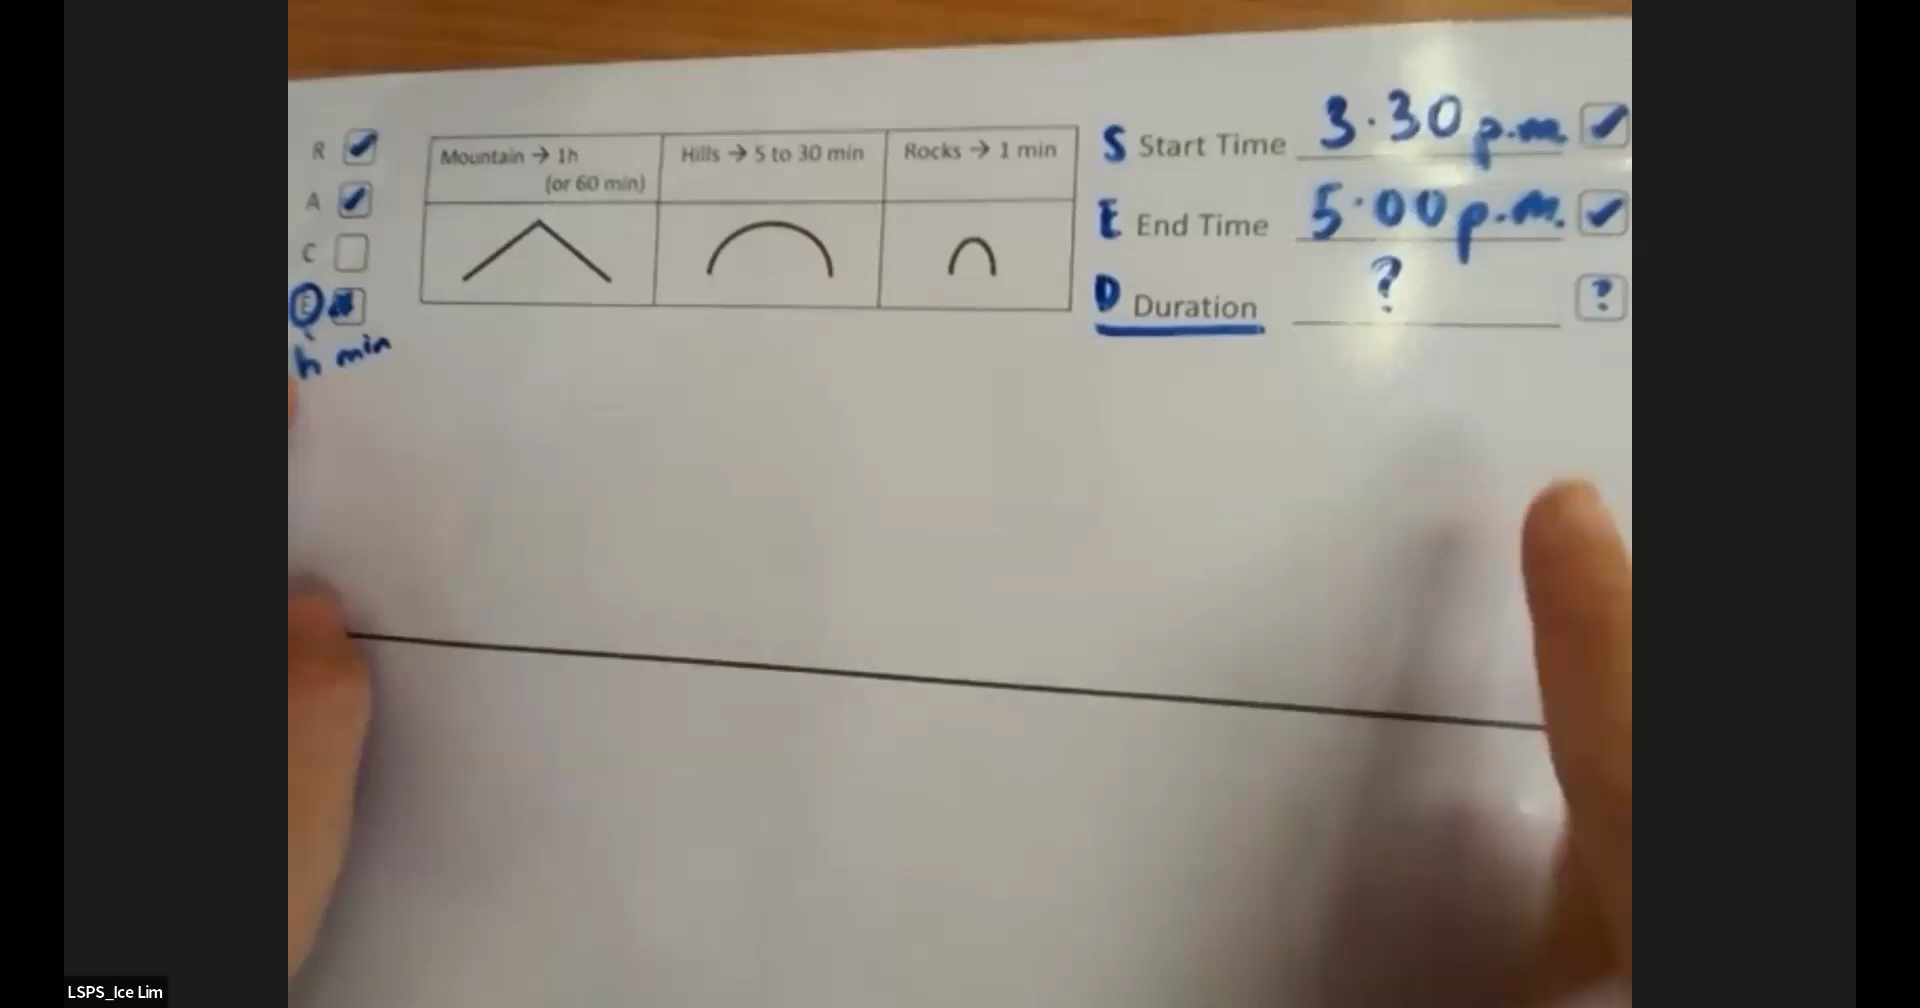 R
A
C
E
h min
Mountain → 1h
(or 60 min)
Hills → 5 to 30 min
Rocks → 1 min
S Start Time 3.30 p.m.
E End Time 5.00 p.m.
D Duration ?
?
LSPS_Ice Lim